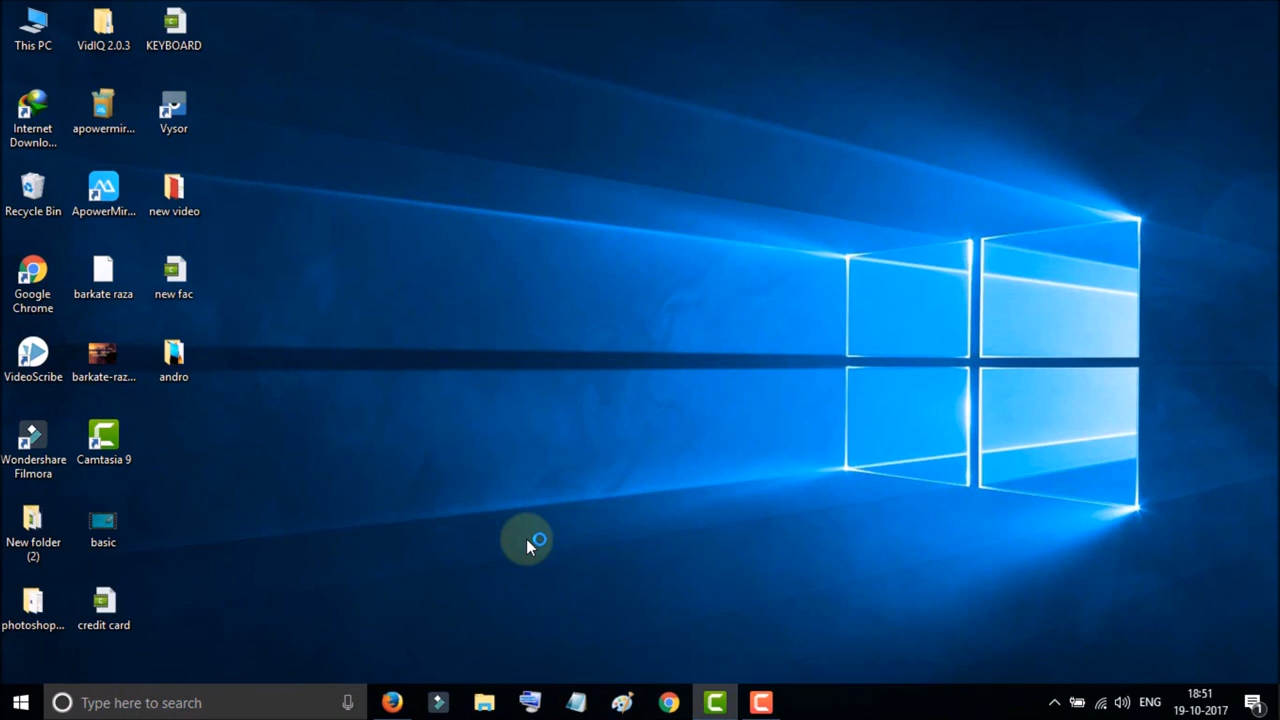 This PC
VidIQ 2.0.3
KEYBOARD
Internet
Downlo...
apowermir...
Vysor
Recycle Bin
ApowerMir...
new video
Google
Chrome
barkate raza
new fac
VideoScribe
barkate-raz...
andro
Wondershare
Filmora
Camtasia 9
New folder
(2)
basic
photoshop...
credit card
Type here to search
ENG
18:51
19-10-2017
1